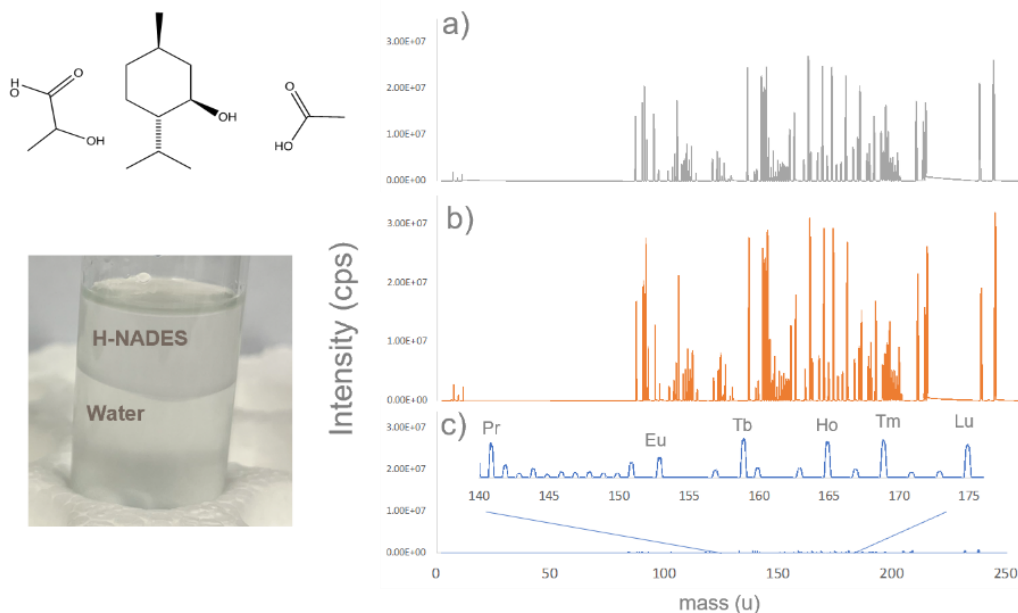 H
O
O
OH
OH
O
HO
H-NADES
Water
Intensity (cps)
a)
3.00E+07
2.00E+07
1.00E+07
0.00E+00
b)
3.00E+07
2.00E+07
1.00E+07
0.00E+00
c)
3.00E+07
2.00E+07
1.00E+07
0.00E+00
Pr
Eu
Tb
Ho
Tm
Lu
140 145 150 155 160 165 170 175
0 50 100 150 200 250
mass (u)